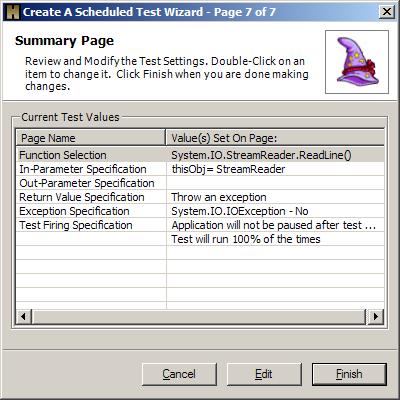 Create A Scheduled Test Wizard - Page 7 of 7
Summary Page
Review and Modify the Test Settings. Double-Click on an
item to change it. Click Finish when you are done making
changes.
Current Test Values
Page Name Value(s) Set On Page:
Function Selection System.IO.StreamReader.ReadLine()
In-Parameter Specification thisObj= StreamReader
Out-Parameter Specification
Return Value Specification Throw an exception
Exception Specification System.IO.IOException - No
Test Firing Specification Application will not be paused after test ...
Test will run 100% of the times
Cancel Edit Finish